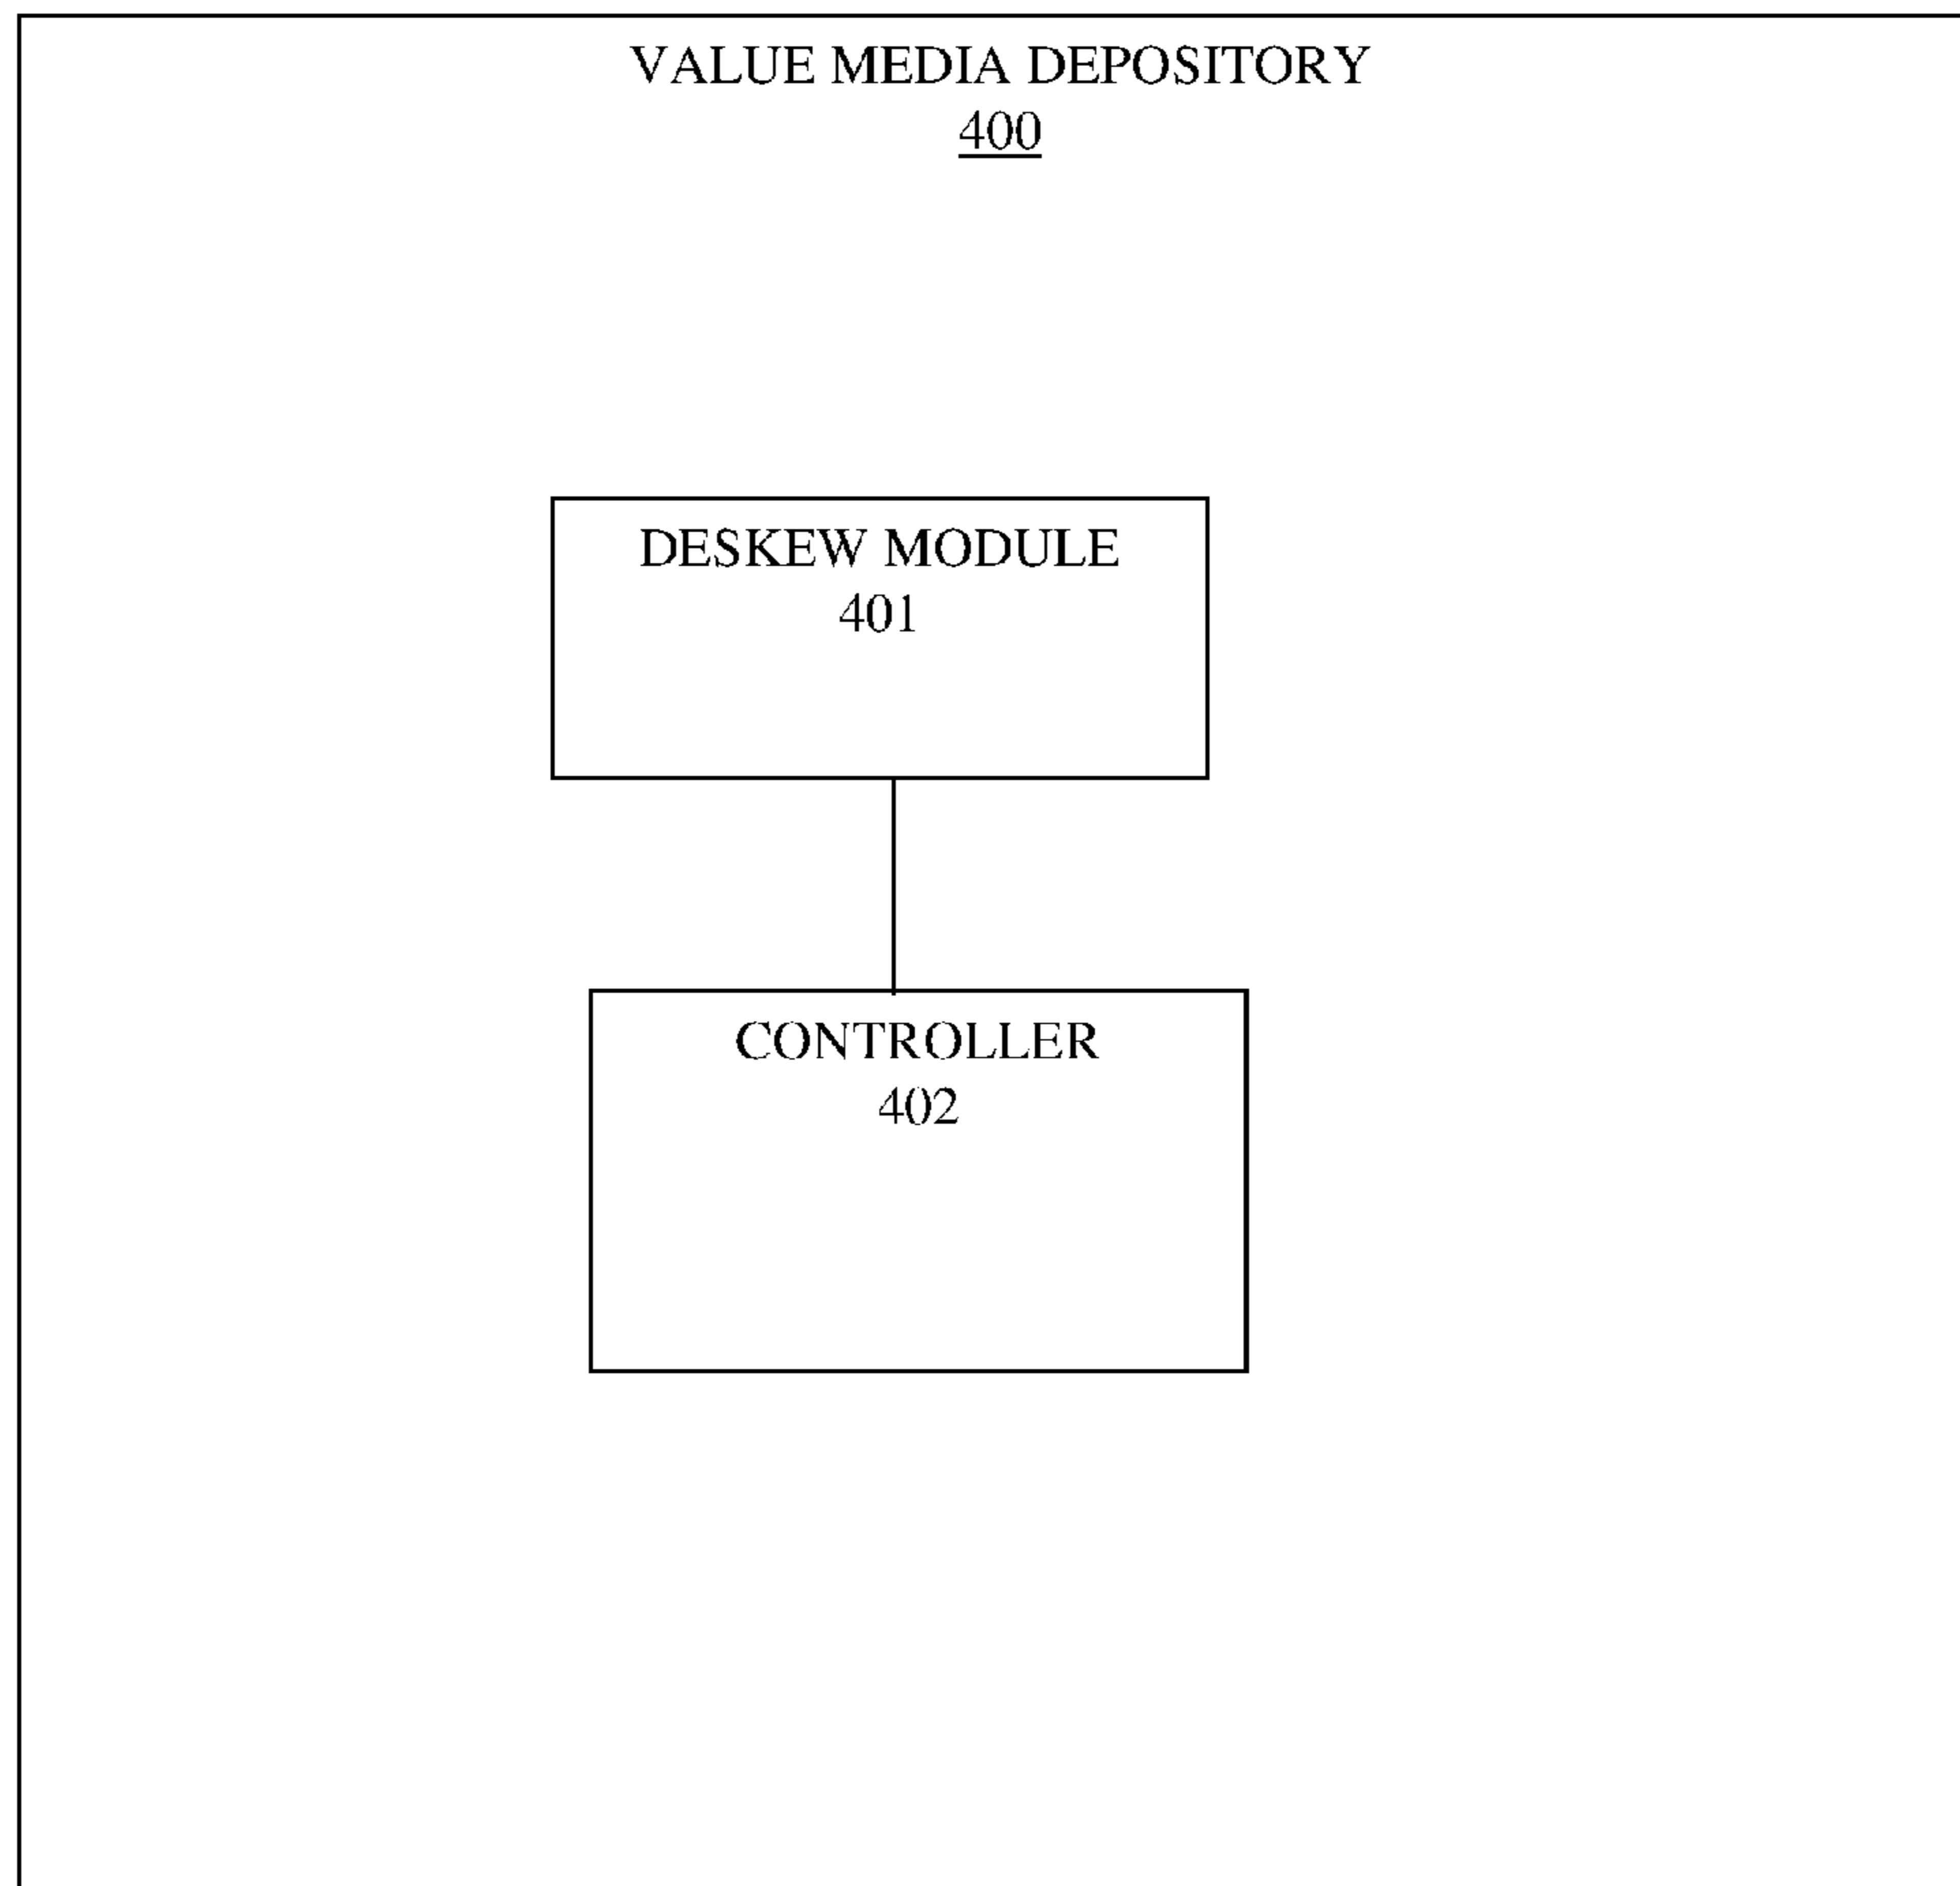 VALUE MEDIA DEPOSITORY
400
DESKEW MODULE
401
CONTROLLER
402